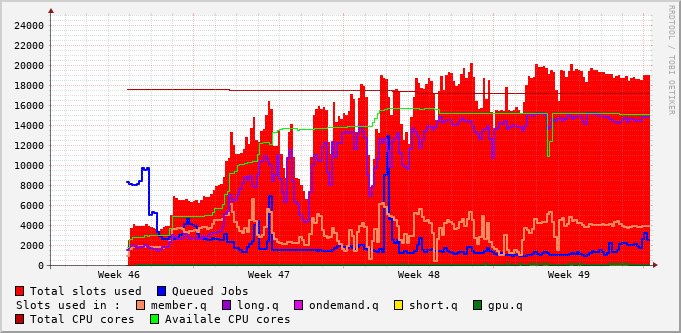 24000
22000
20000
18000
16000
14000
12000
10000
8000
6000
4000
2000
0
Week 46 Week 47 Week 48 Week 49
Total slots used Queued Jobs
Slots used in : member.q long.q ondemand.q short.q gpu.q
Total CPU cores Availale CPU cores
RRDTOOL / TOBI OETIKER